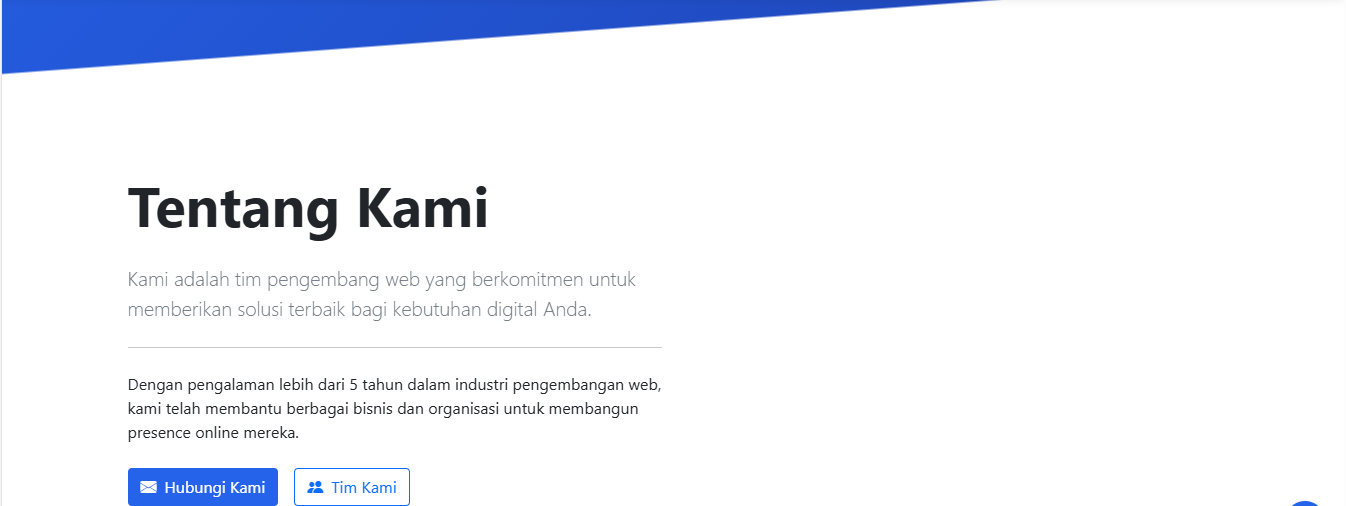 Tentang Kami
Kami adalah tim pengembang web yang berkomitmen untuk
memberikan solusi terbaik bagi kebutuhan digital Anda.
Dengan pengalaman lebih dari 5 tahun dalam industri pengembangan web,
kami telah membantu berbagai bisnis dan organisasi untuk membangun
presence online mereka.
Hubungi Kami
Tim Kami